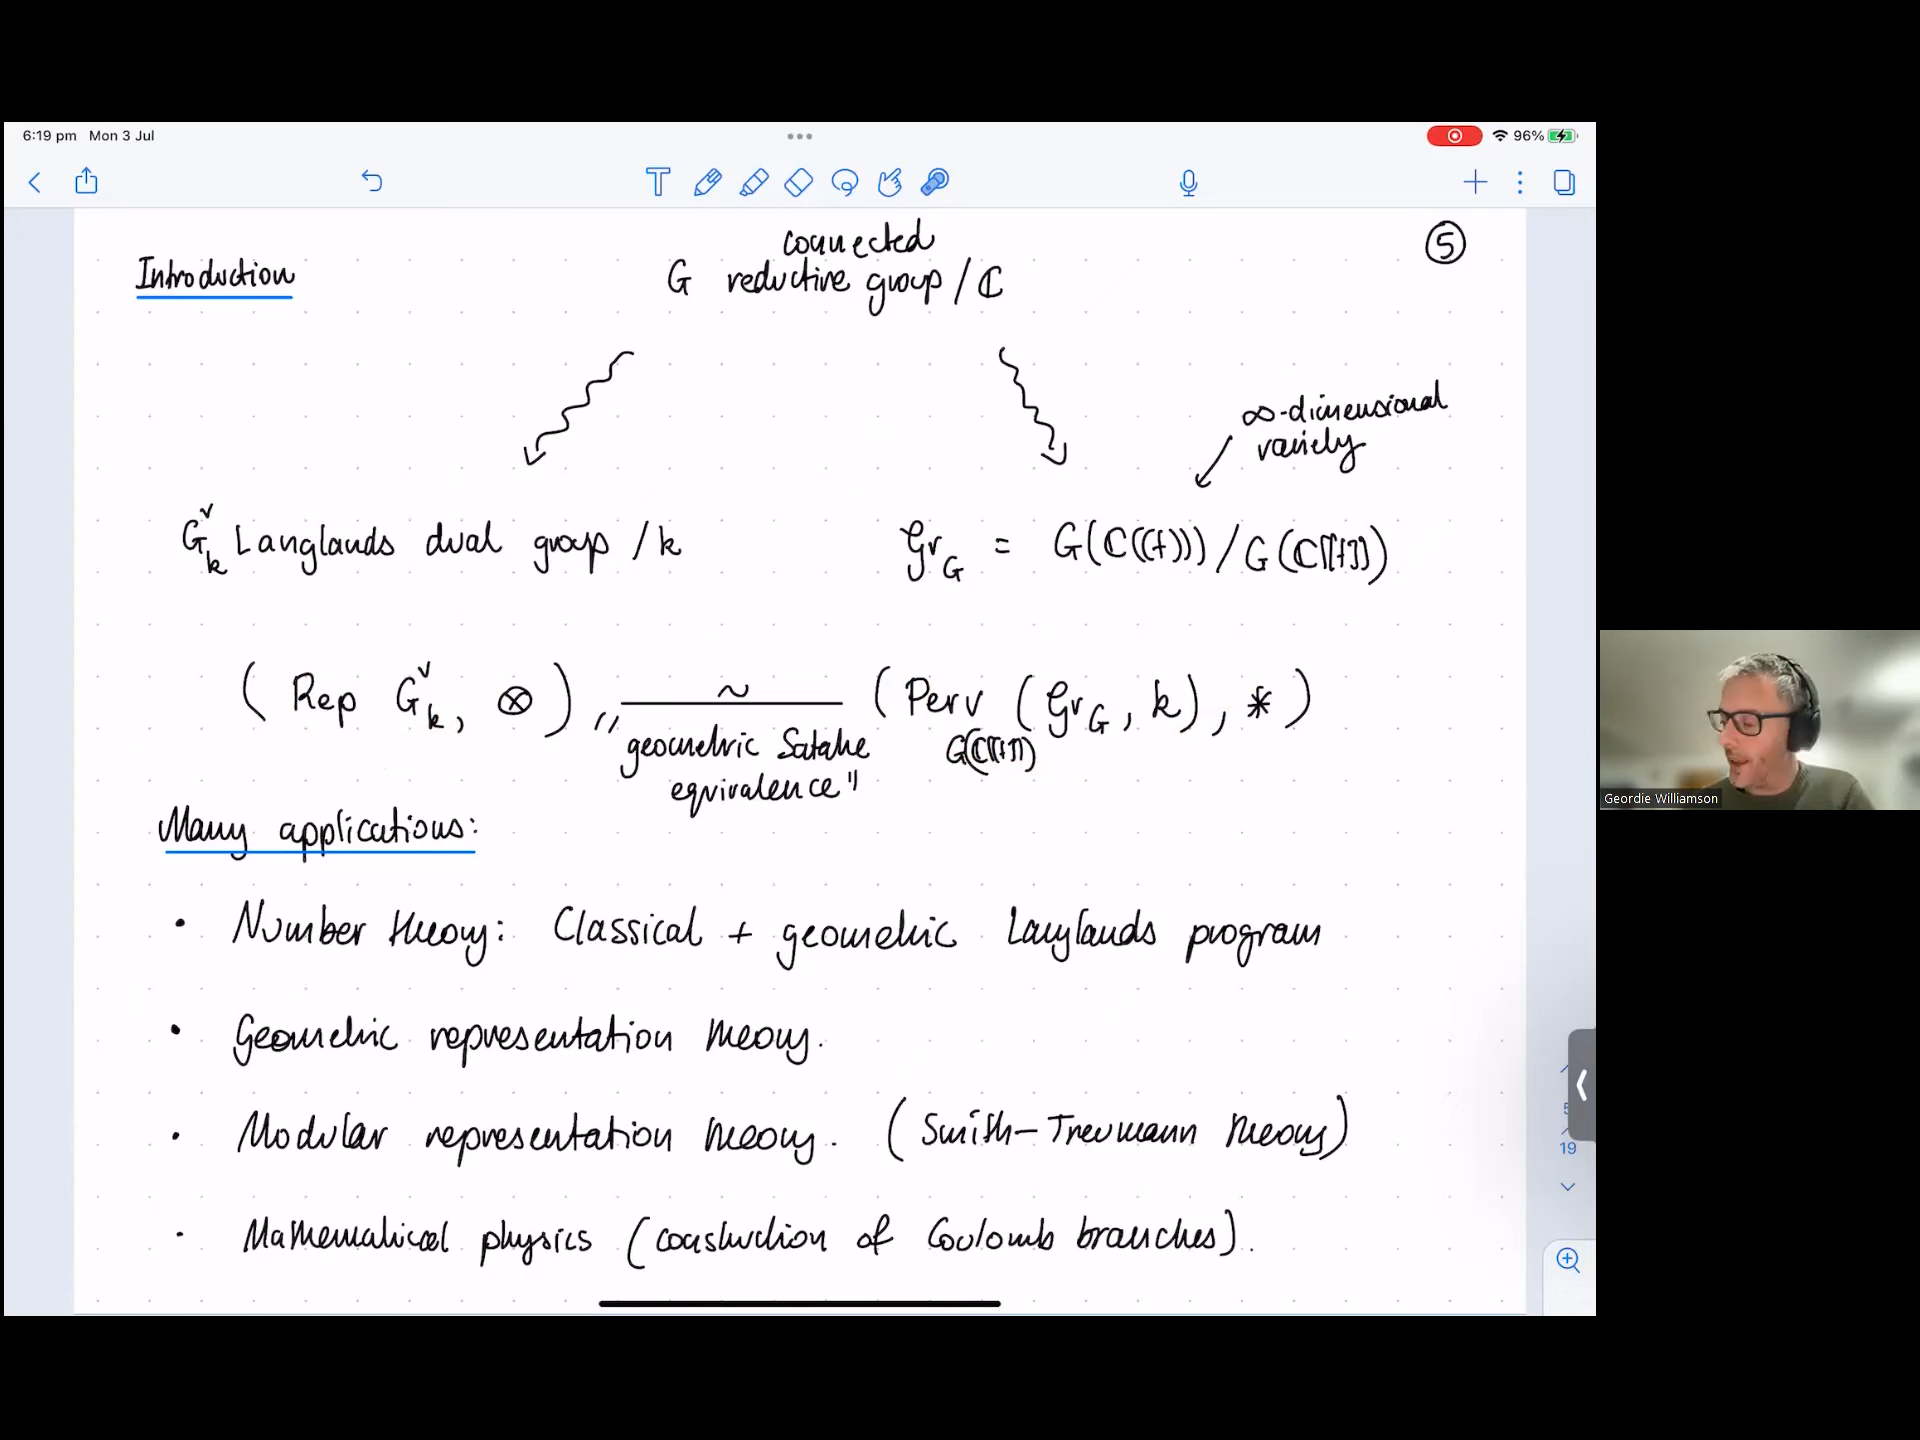 6:19 pm Mon 3 Jul
96%
connected
⑤
Introduction
G reductive group / ℂ
∞-dimensional
variety
G^∨_k Langlands dual group / k
Gr_G = G(ℂ((t))) / G(ℂ[[t]])
( Rep G^∨_k, ⊗ ) ~ ( Perv ( Gr_G , k ) , * )
G(ℂ[[t]])
"geometric Satake
equivalence"
Many applications:
• Number theory: Classical + geometric Langlands program
• Geometric representation theory.
• Modular representation theory. (Smith-Treumann theory)
• Mathematical physics (construction of Coulomb branches).
19
Geordie Williamson